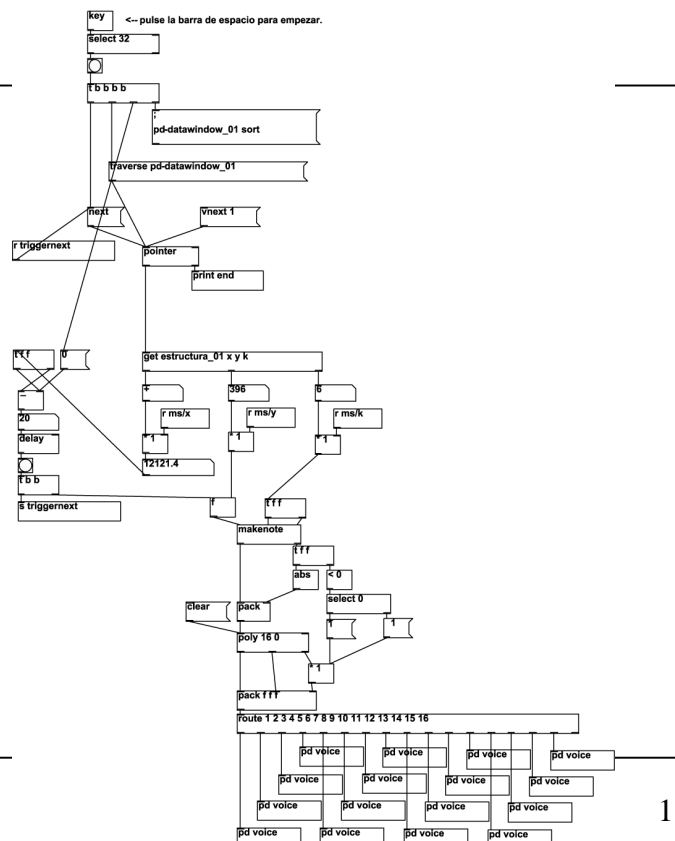 key
<-- pulse la barra de espacio para empezar.
select 32
t b b b b
;
pd-datawindow_01 sort
traverse pd-datawindow_01
next
vnext 1
r triggernext
pointer
print end
t f f
0
get estructura_01 x y k
–
+
396
6
20
r ms/x
r ms/y
r ms/k
delay
* 1
* 1
* 1
12121.4
t b b
s triggernext
f
t f f
makenote
t f f
abs
< 0
select 0
clear
pack
1
poly 16 0
* 1
pack f f f
route 1 2 3 4 5 6 7 8 9 10 11 12 13 14 15 16
pd voice
pd voice
pd voice
pd voice
pd voice
pd voice
pd voice
pd voice
pd voice
pd voice
pd voice
pd voice
1
pd voice
pd voice
pd voice
pd voice